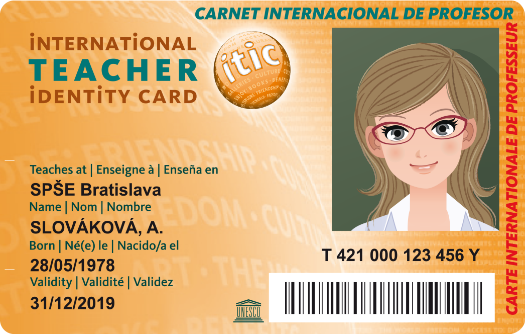 CARNET INTERNACIONAL DE PROFESOR
iNTERNATiONAL
TEACHER
iDENTiTY CARD
itic
CARTE INTERNATIONALE DE PROFESSEUR
Teaches at | Enseigne à | Enseña en
SPŠE Bratislava
Name | Nom | Nombre
SLOVÁKOVÁ, A.
Born | Né(e) le | Nacido/a el
28/05/1978
Validity | Validité | Validez
31/12/2019
T 421 000 123 456 Y
UNESCO